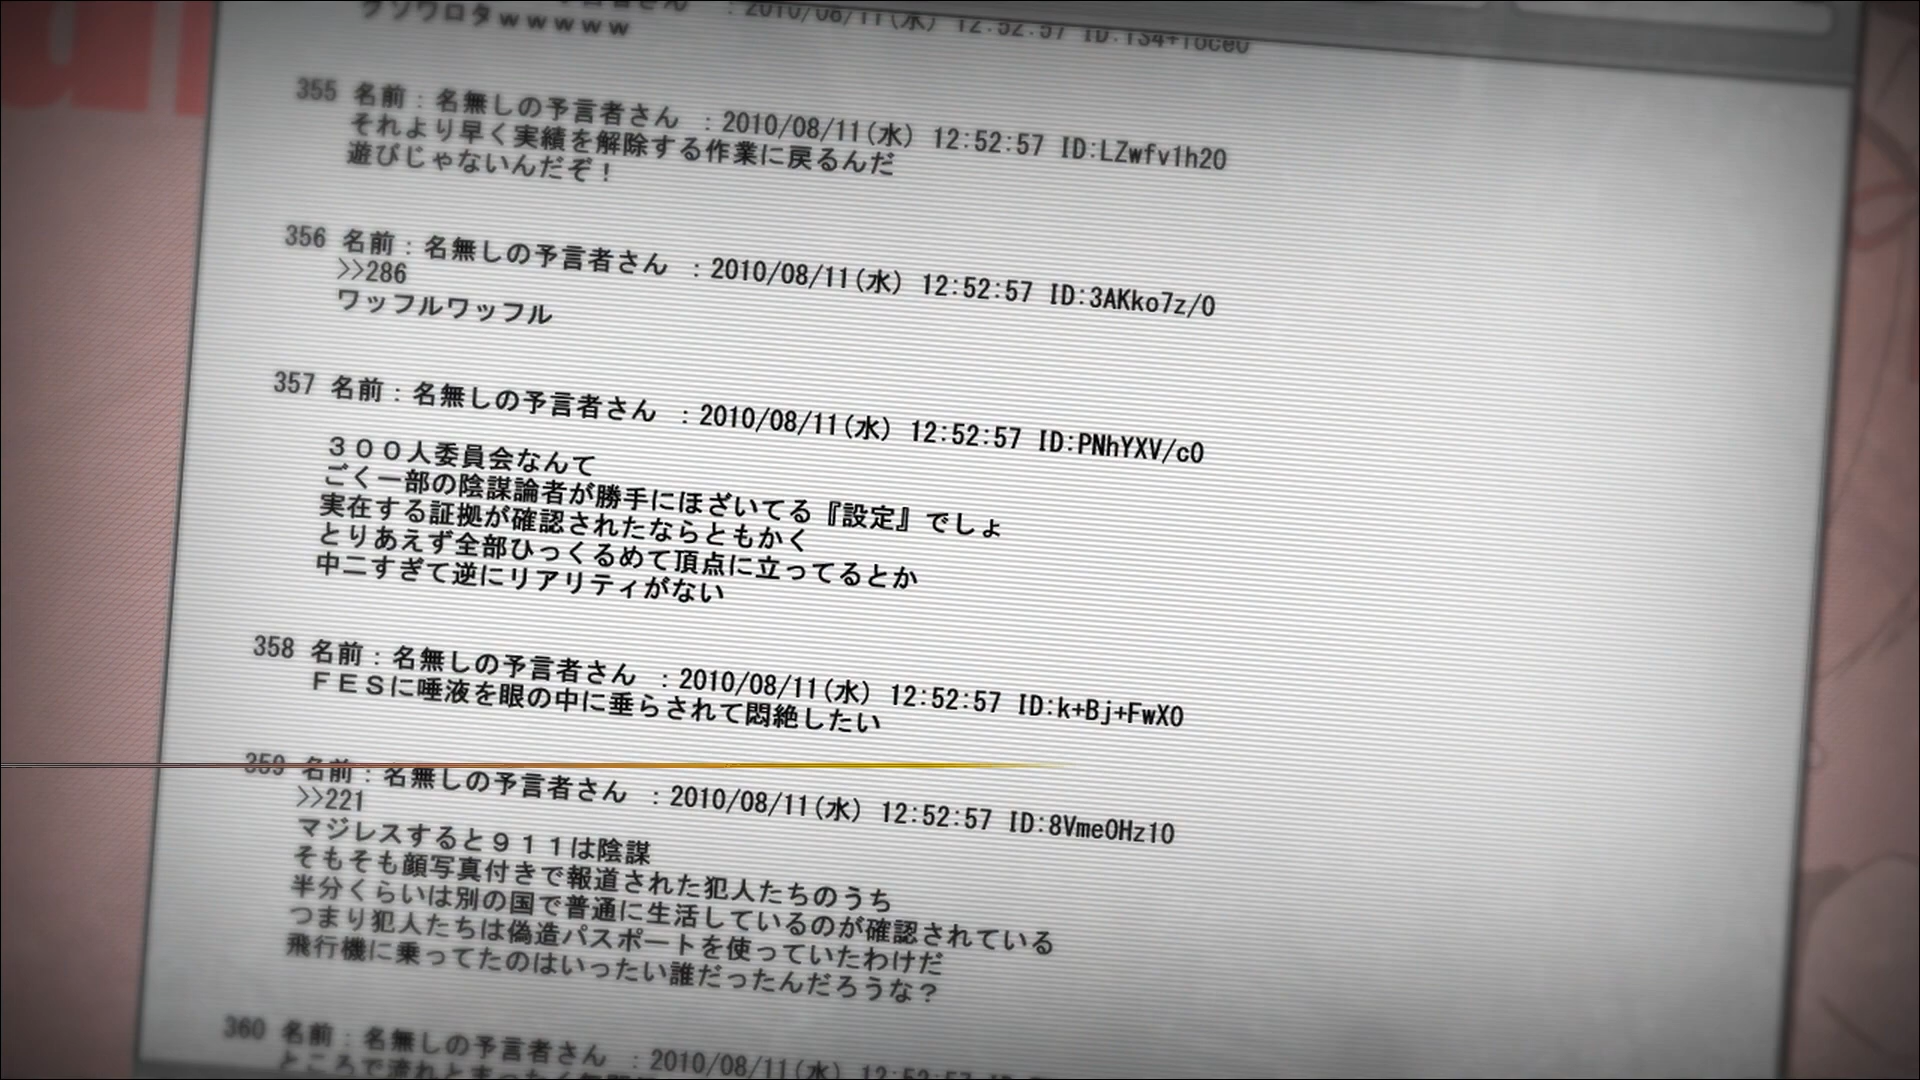 クソワロタｗｗｗｗｗ
355 名前：名無しの予言者さん ：2010/08/11(水) 12:52:57 ID:LZwfv1h20
それより早く実績を解除する作業に戻るんだ
遊びじゃないんだぞ！
356 名前：名無しの予言者さん ：2010/08/11(水) 12:52:57 ID:3AKko7z/0
>>286
ワッフルワッフル
357 名前：名無しの予言者さん ：2010/08/11(水) 12:52:57 ID:PNhYXV/c0
３００人委員会なんて
ごく一部の陰謀論者が勝手にほざいてる『設定』でしょ
実在する証拠が確認されたならともかく
とりあえず全部ひっくるめて頂点に立ってるとか
中二すぎて逆にリアリティがない
358 名前：名無しの予言者さん ：2010/08/11(水) 12:52:57 ID:k+Bj+FwX0
ＦＥＳに唾液を眼の中に垂らされて悶絶したい
359 名前：名無しの予言者さん ：2010/08/11(水) 12:52:57 ID:8Vme0Hz10
>>221
マジレスすると９１１は陰謀
そもそも顔写真付きで報道された犯人たちのうち
半分くらいは別の国で普通に生活しているのが確認されている
つまり犯人たちは偽造パスポートを使っていたわけだ
飛行機に乗ってたのはいったい誰だったんだろうな？
360 名前：名無しの予言者さん ：2010/08/11(水) 12:52:57